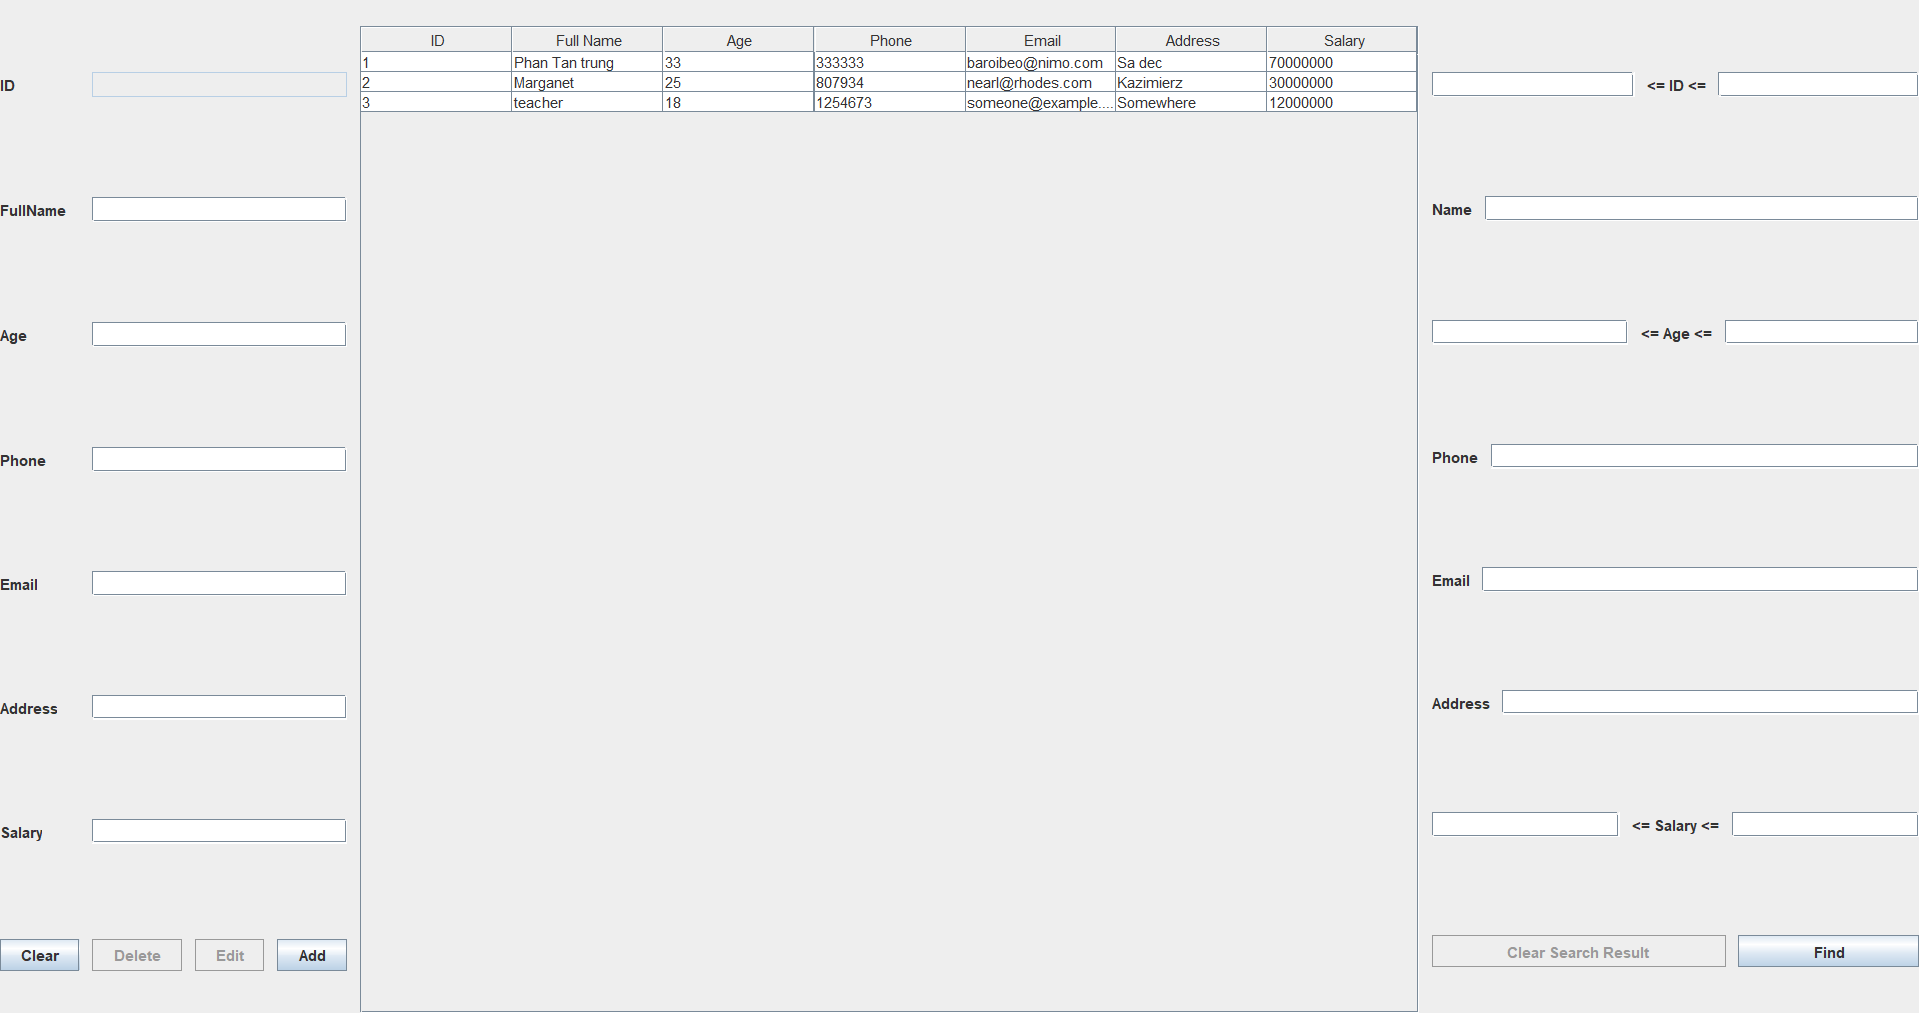 ID
FullName
Age
Phone
Email
Address
Salary
Clear Delete Edit Add
ID Full Name Age Phone Email Address Salary
1 Phan Tan trung 33 333333 baroibeo@nimo.com Sa dec 70000000
2 Marganet 25 807934 nearl@rhodes.com Kazimierz 30000000
3 teacher 18 1254673 someone@example.... Somewhere 12000000
<= ID <=
Name
<= Age <=
Phone
Email
Address
<= Salary <=
Clear Search Result Find